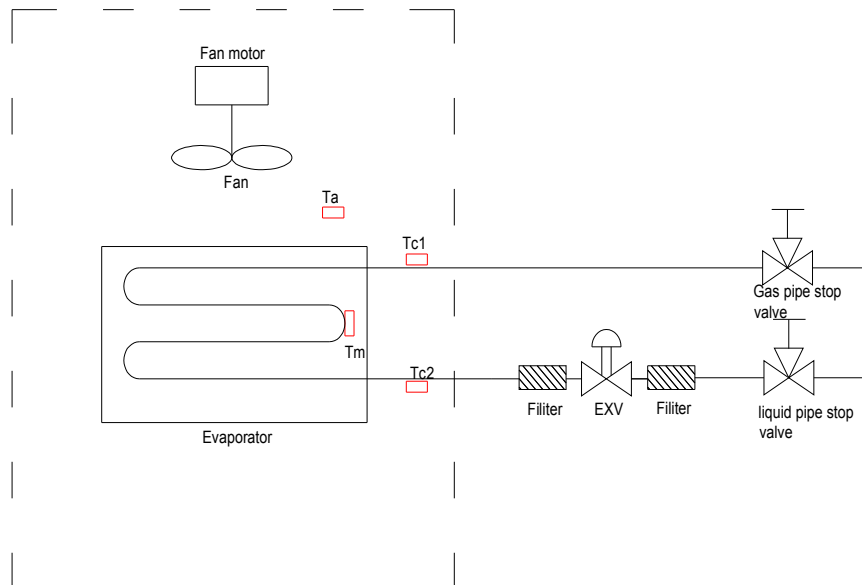 Fan motor
Fan
Ta
Tc1
Gas pipe stop
valve
Tm
Tc2
Filiter
EXV
Filiter
liquid pipe stop
valve
Evaporator